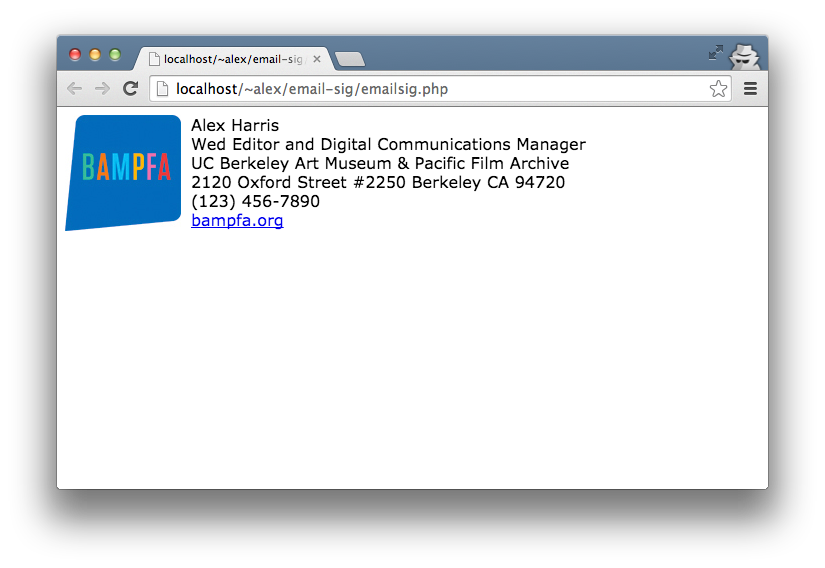 localhost/~alex/email-sig
localhost/~alex/email-sig/emailsig.php
BAMPFA
Alex Harris
Wed Editor and Digital Communications Manager
UC Berkeley Art Museum & Pacific Film Archive
2120 Oxford Street #2250 Berkeley CA 94720
(123) 456-7890
bampfa.org